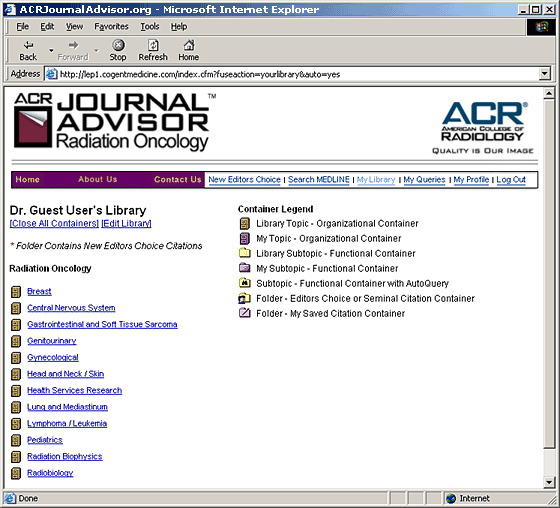 ACRJournalAdvisor.org - Microsoft Internet Explorer
File Edit View Favorites Tools Help
Back Forward Stop Refresh Home
Address http://lep1.cogentmedicine.com/index.cfm?fuseaction=yourlibrary&auto=yes
ACR JOURNAL ™
ADVISOR
Radiation Oncology
ACR®
AMERICAN COLLEGE OF
RADIOLOGY
QUALITY IS OUR IMAGE
Home About Us Contact Us New Editors Choice | Search MEDLINE | My Library | My Queries | My Profile | Log Out
Dr. Guest User's Library
[Close All Containers] [Edit Library]
* Folder Contains New Editors Choice Citations
Radiation Oncology
Breast
Central Nervous System
Gastrointestinal and Soft Tissue Sarcoma
Genitourinary
Gynecological
Head and Neck / Skin
Health Services Research
Lung and Mediastinum
Lymphoma / Leukemia
Pediatrics
Radiation Biophysics
Radiobiology
Container Legend
Library Topic - Organizational Container
My Topic - Organizational Container
Library Subtopic - Functional Container
My Subtopic - Functional Container
Subtopic - Functional Container with AutoQuery
Folder - Editors Choice or Seminal Citation Container
Folder - My Saved Citation Container
Done Internet